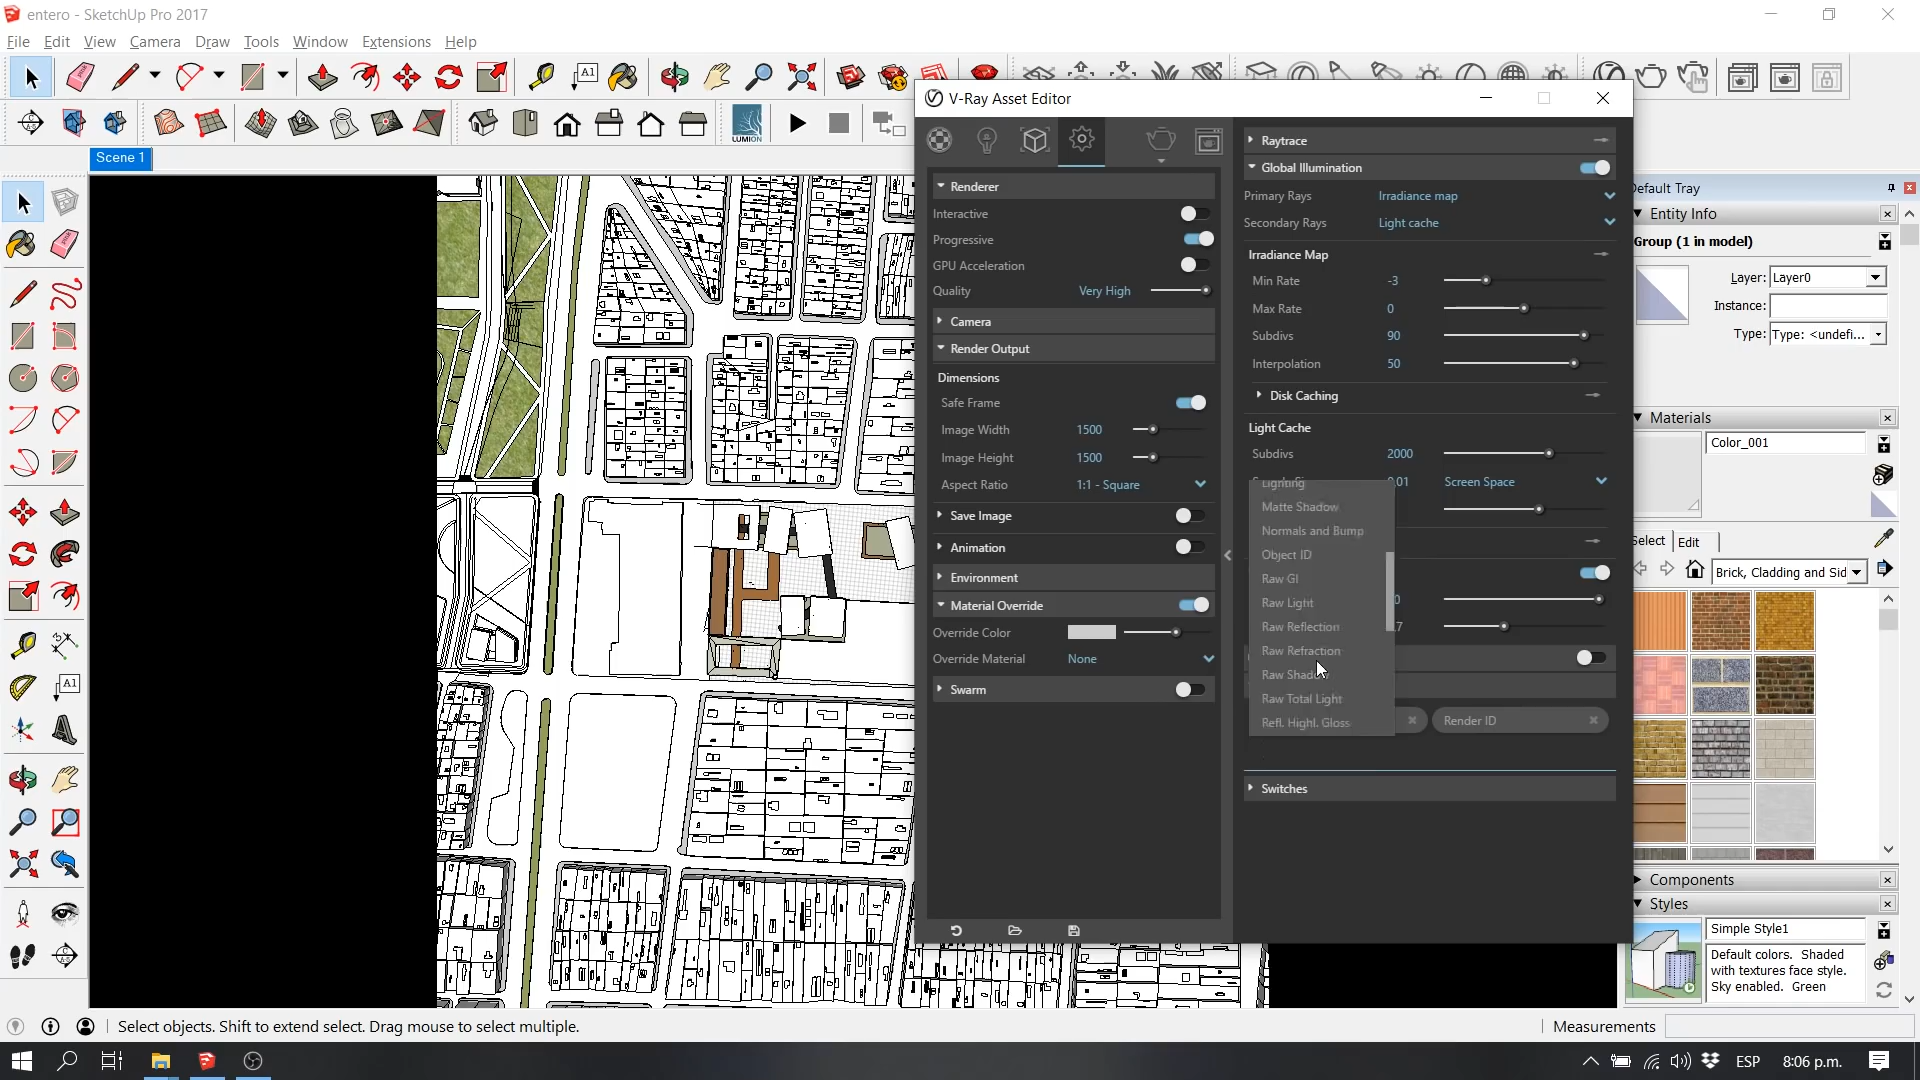 entero - SketchUp Pro 2017
File Edit View Camera Draw Tools Window Extensions Help
A1
V-Ray Asset Editor
LUMION
Scene 1
Renderer
Interactive
Progressive
GPU Acceleration
Quality Very High
Camera
Render Output
Dimensions
Safe Frame
Image Width 1500
Image Height 1500
Aspect Ratio 1:1 - Square
Save Image
Animation
Environment
Material Override
Override Color
Override Material None
Swarm
Raytrace
Global Illumination
Primary Rays Irradiance map
Secondary Rays Light cache
Irradiance Map
Min Rate -3
Max Rate 0
Subdivs 90
Interpolation 50
Disk Caching
Light Cache
Subdivs 2000
Screen Space
Lighting
Matte Shadow
Normals and Bump
Object ID
Raw GI
Raw Light
Raw Reflection
Raw Refraction
Raw Shadow
Raw Total Light
Refl. Highl. Gloss
Render ID
Switches
Default Tray
Entity Info
Group (1 in model)
Layer: Layer0
Instance:
Type: Type: <undefi...
Materials
Color_001
Select Edit
Brick, Cladding and Sid
Components
Styles
Simple Style1
Default colors. Shaded
with textures face style.
Sky enabled. Green
A1
Select objects. Shift to extend select. Drag mouse to select multiple.
Measurements
ESP 8:06 p.m.